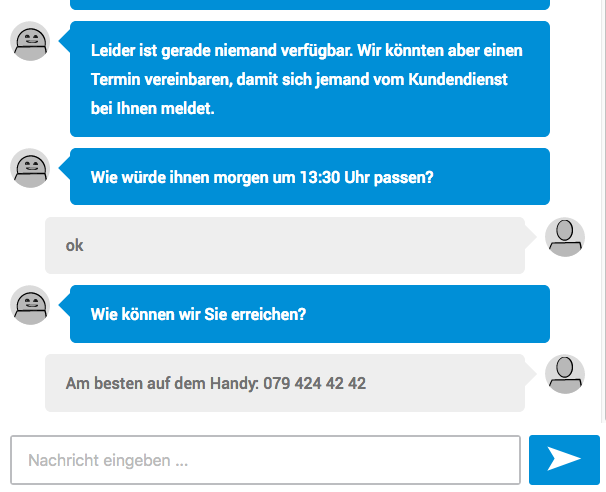 Leider ist gerade niemand verfügbar. Wir könnten aber einen
Termin vereinbaren, damit sich jemand vom Kundendienst
bei Ihnen meldet.
Wie würde ihnen morgen um 13:30 Uhr passen?
ok
Wie können wir Sie erreichen?
Am besten auf dem Handy: 079 424 42 42
Nachricht eingeben ...